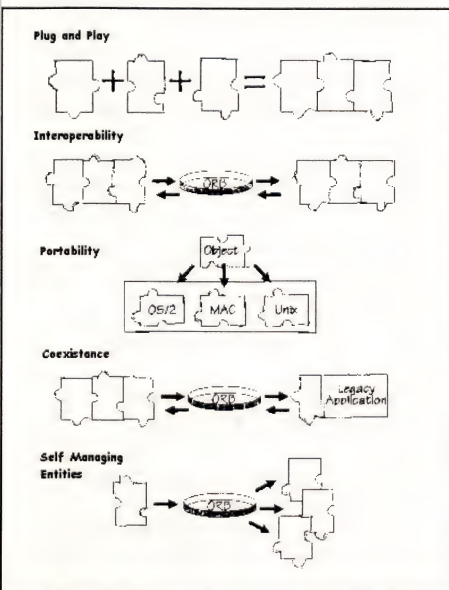 Plug and Play
Interoperability
ORB
Portability
Object
OS/2 MAC Unix
Coexistance
ORB
Legacy
Application
Self Managing
Entities
ORB